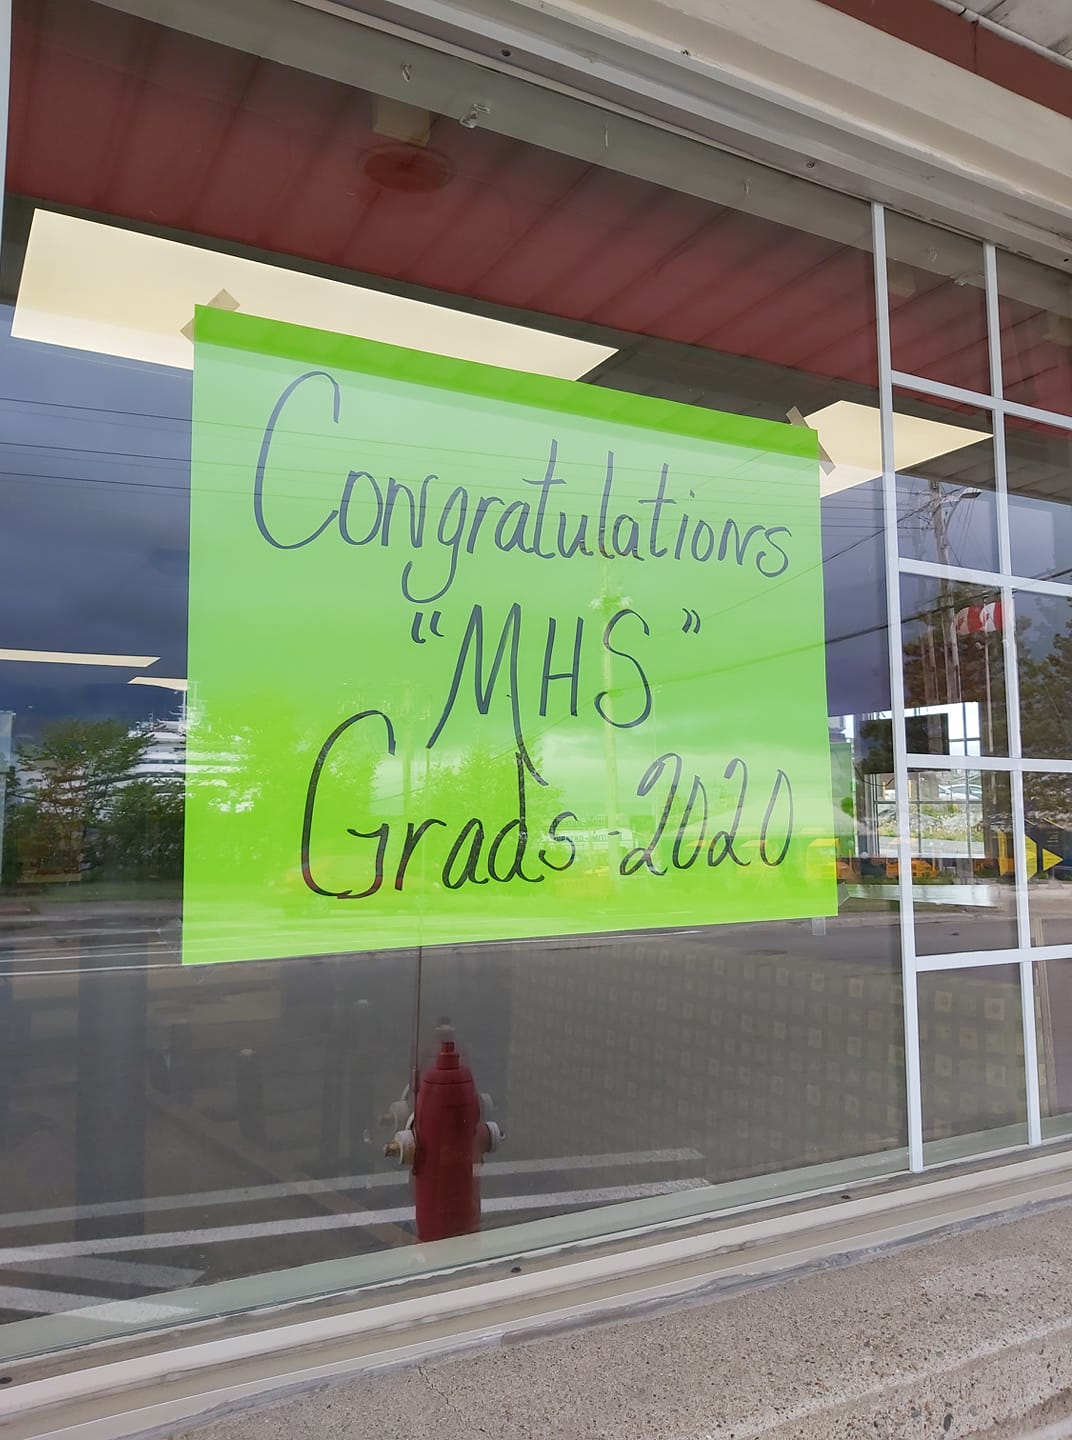 Congratulations
"MHS"
Grads - 2020